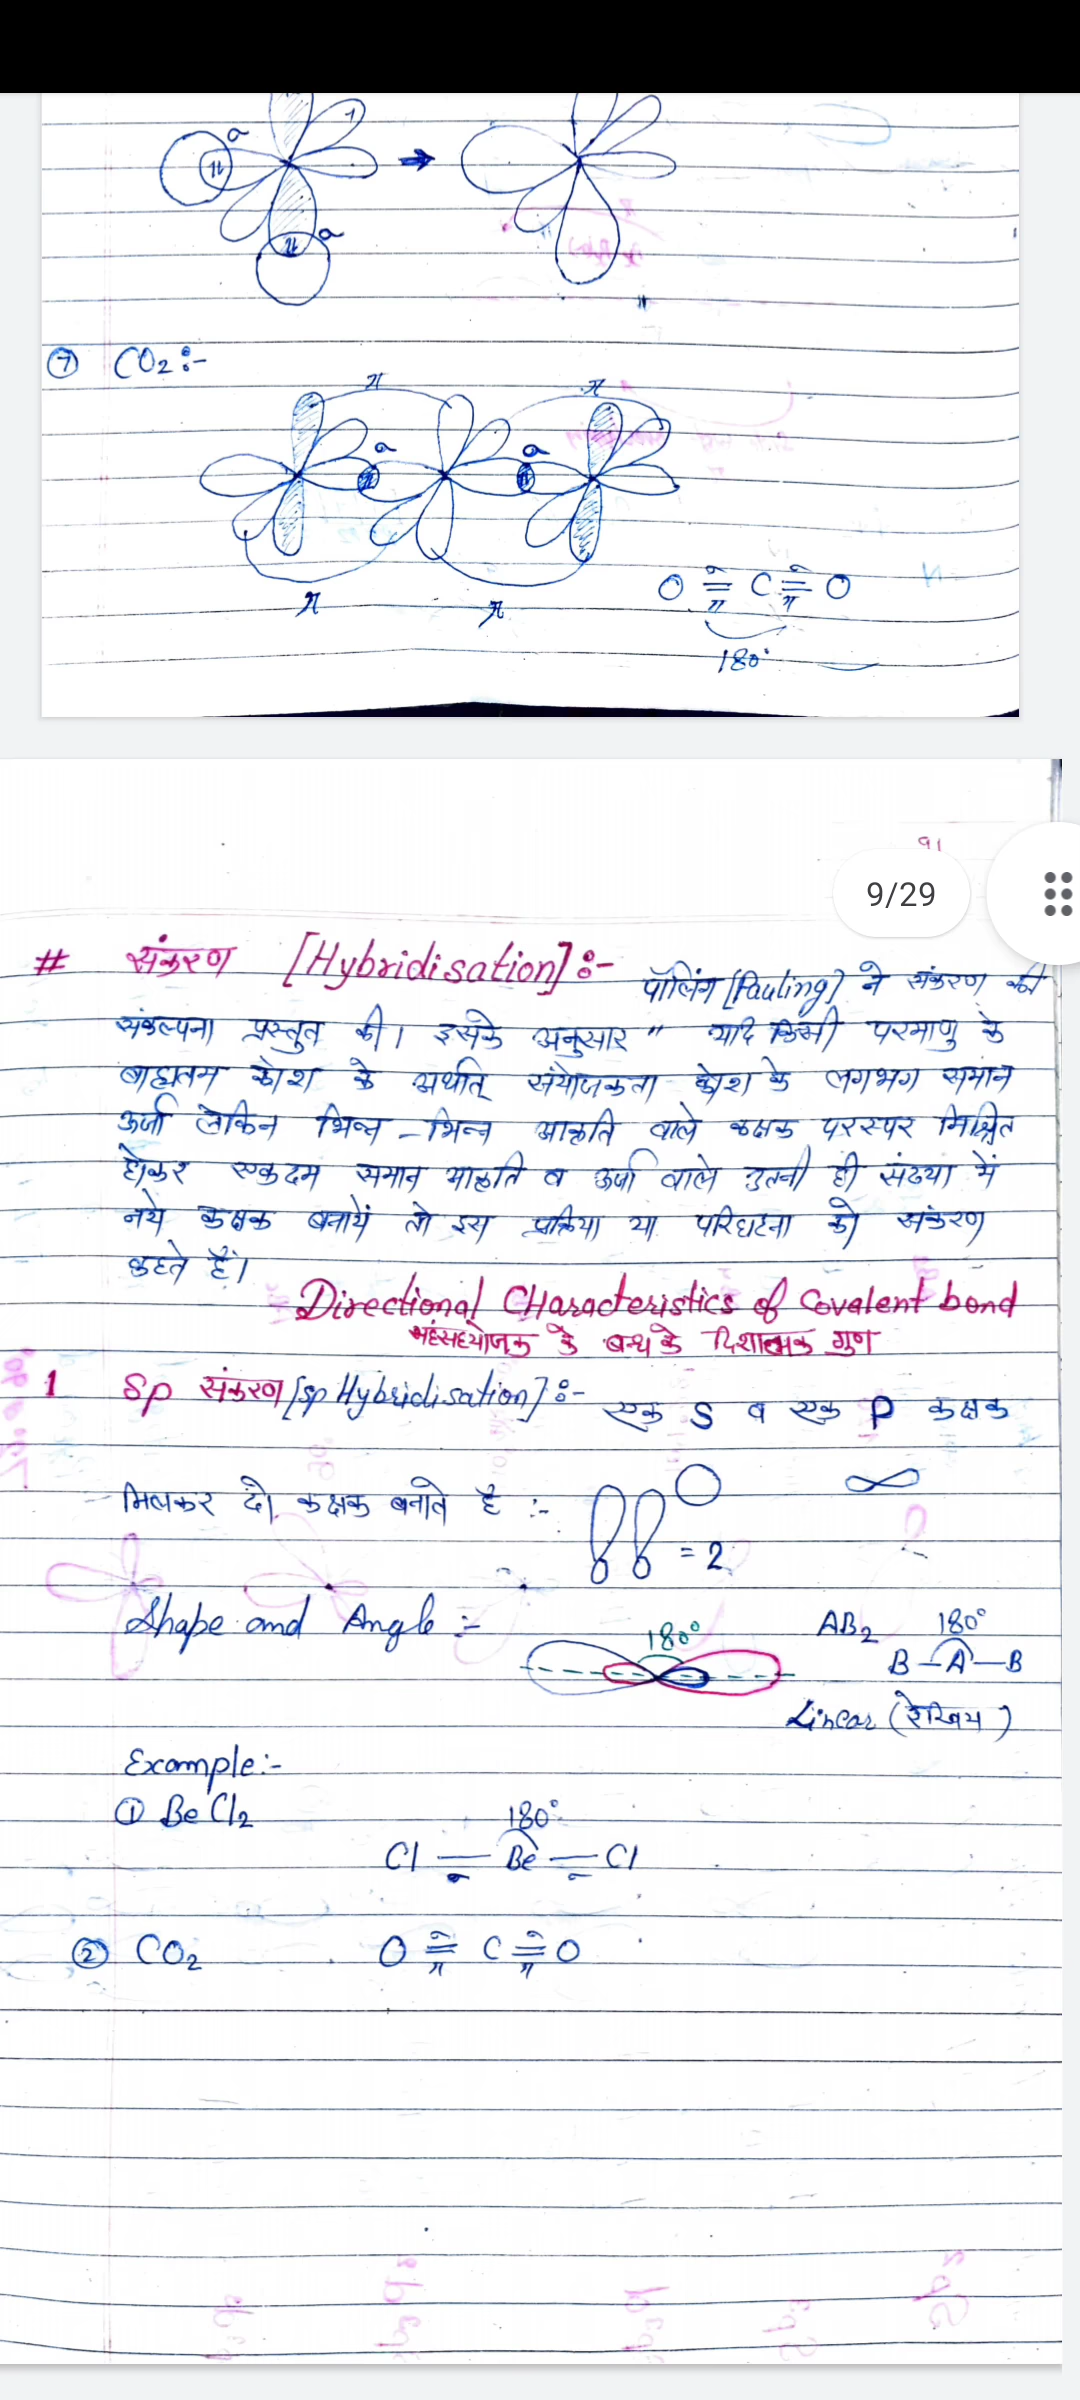 a
1
1L
1L
a
⑦ CO2 :-
π π
a a
π π
O = C = O
π π
180°
91
9/29
# संकरण [Hybridisation] :- पॉलिंग [Pauling] ने संकरण की
संकल्पना प्रस्तुत की। इसके अनुसार " यदि किसी परमाणु के
बाह्यतम कोश के अर्थात् संयोजकता कोश के लगभग समान
ऊर्जा लेकिन भिन्न - भिन्न आकृति वाले कक्षक परस्पर मिश्रित
होकर एकदम समान आकृति व ऊर्जा वाले उतनी ही संख्या में
नये कक्षक बनायें तो इस प्रक्रिया या परिघटना को संकरण
कहते हैं।
Directional CHaracteristics of Covalent bond
के बन्ध के दिशात्मक गुण
1 Sp संकरण [sp Hybridisation] :- एक S व एक P कक्षक
मिलकर दो कक्षक बनाते है :- = 2
Shape and Angle :- 180° AB2 180°
B-A-B
Linear (रेखिय)
Example:-
① BeCl2 180°
Cl — Be — Cl
② CO2 O = C = O
π π